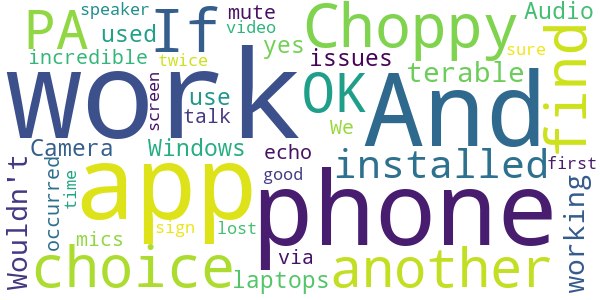 speaker
mute
Audio
PA
used
If
Choppy
video
yes
find
incredible
twice
issues
sure
work
screen
use
talk
OK
terable
And
We
Camera
Windows
echo
installed
first
Wouldn't
occurred
time
app
good
phone
another
working
sign
lost
mics
via
choice
laptops